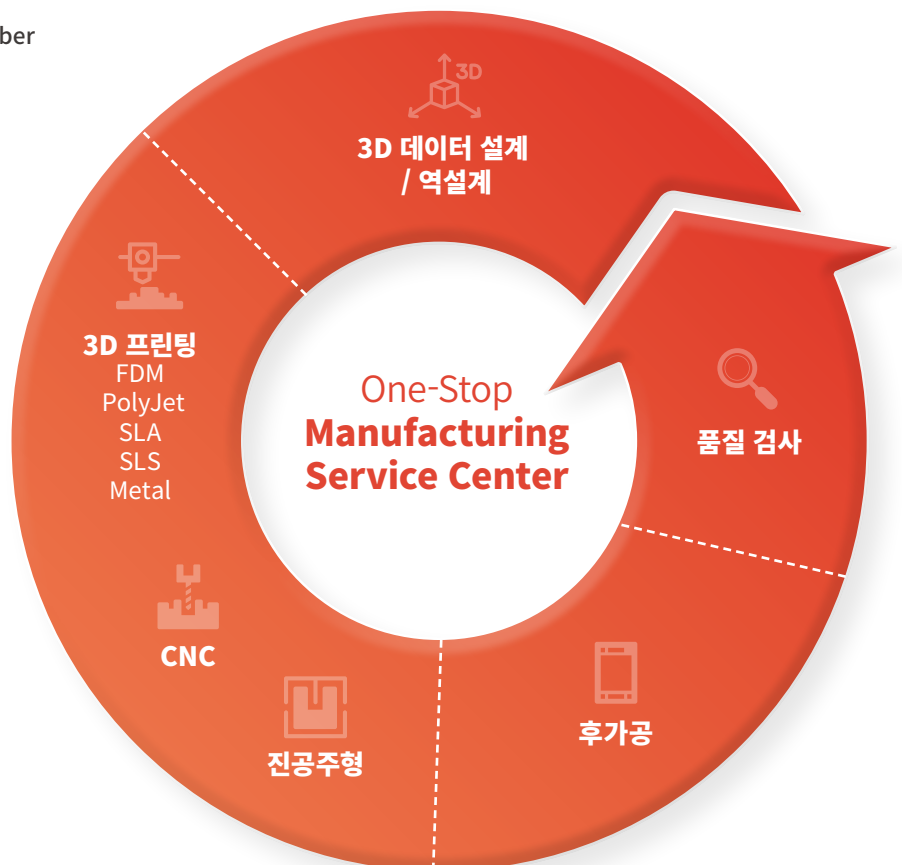 ber
3D
3D 데이터 설계
/ 역설계
3D 프린팅
FDM
PolyJet
SLA
SLS
Metal
One-Stop
Manufacturing
Service Center
품질 검사
CNC
진공주형
후가공